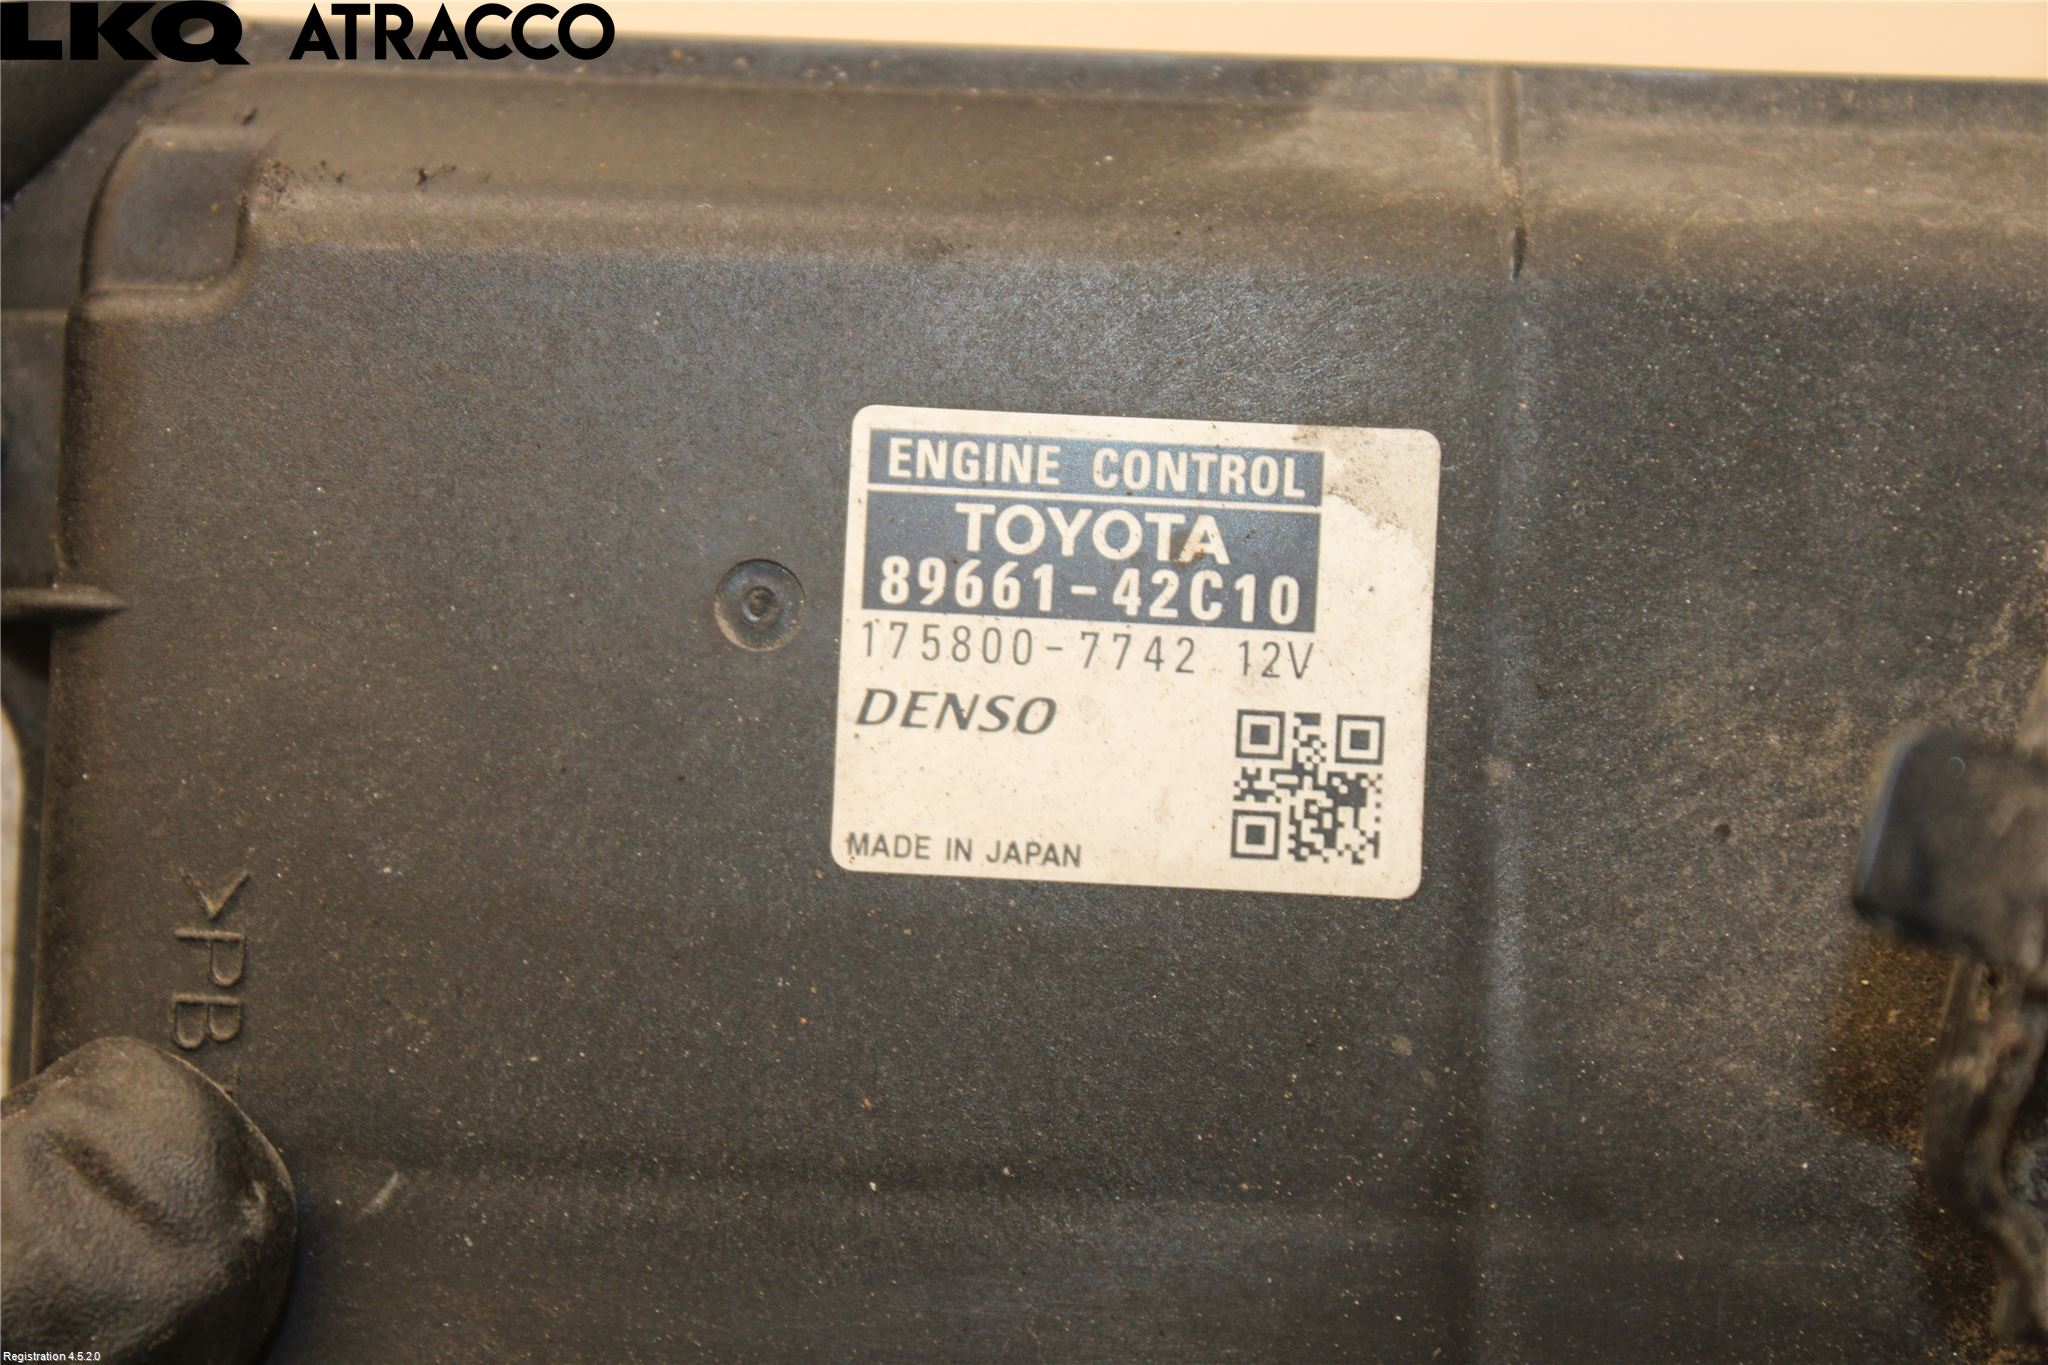 LKQ ATRACCO
ENGINE CONTROL
TOYOTA
89661-42C10
175800-7742 12V
DENSO
MADE IN JAPAN
>PB
Registration 4.5.2.0